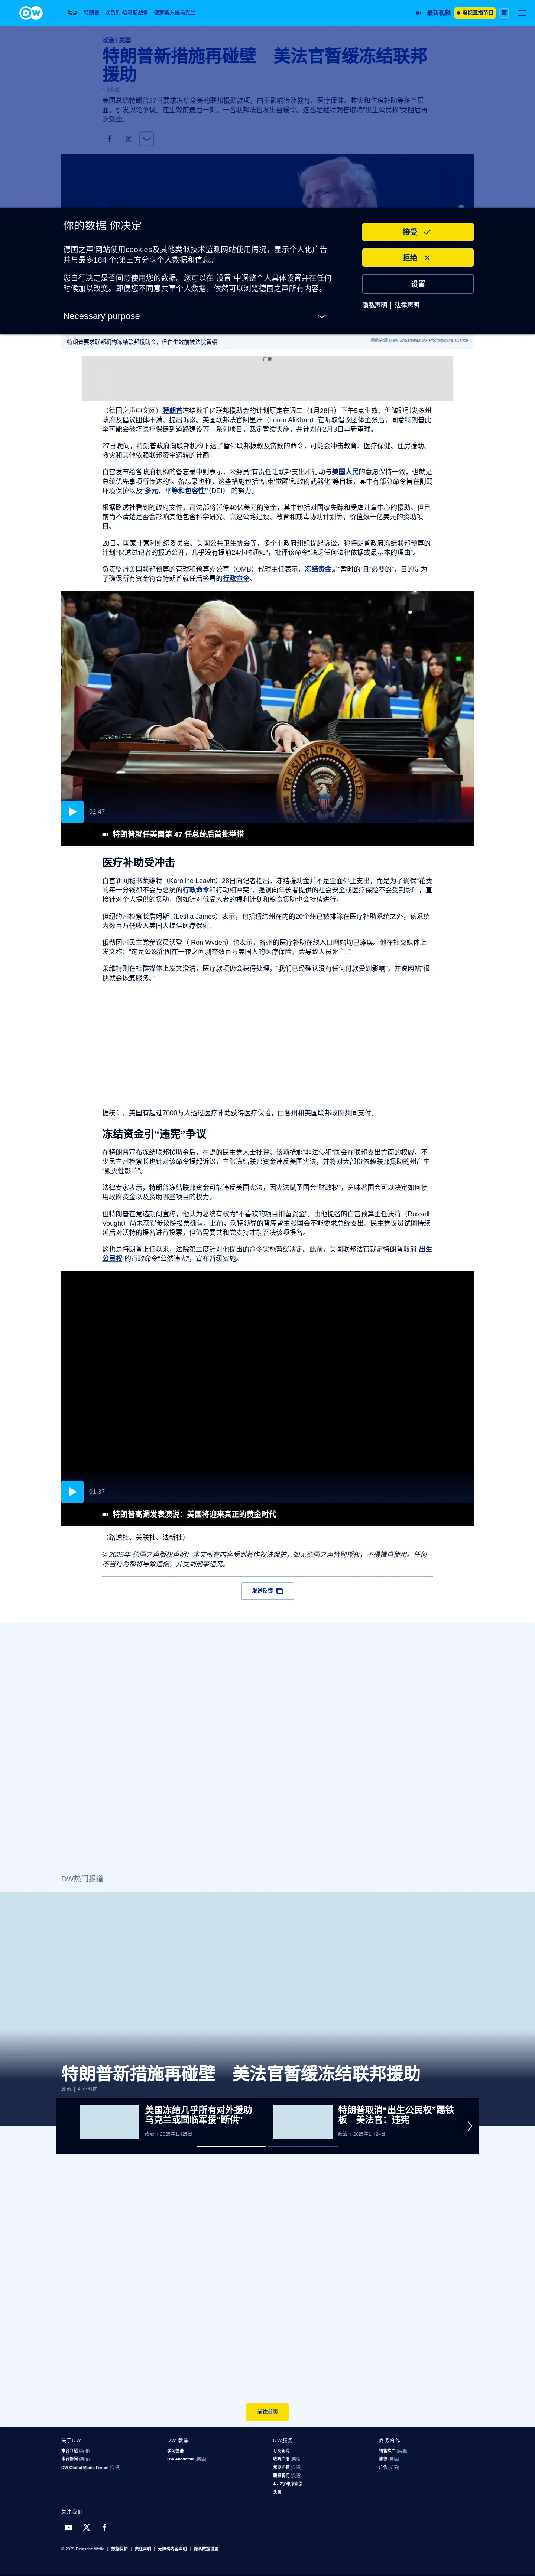 DW
焦点 特朗普 以色列-哈马斯战争 俄罗斯入侵乌克兰
最新视频 电视直播节目 繁
政治 | 美国
特朗普新措施再碰壁 美法官暂缓冻结联邦
援助
4 小时前
美国总统特朗普27日要求冻结全美的联邦援助款项,由于影响涉及教育、医疗保健、救灾和住房补助等多个层
面,引发舆论争议。在生效前最后一刻,一名联邦法官发出暂缓令。这也是继特朗普取消"出生公民权"受阻后再
次受挫。
你的数据 你决定
德国之声'网站使用cookies及其他类似技术监测网站使用情况,显示个人化广告
并与最多184 个;第三方分享个人数据和信息。
您自行决定是否同意使用您的数据。您可以在"设置"中调整个人具体设置并在任何
时候加以改变。即便您不同意共享个人数据,依然可以浏览德国之声所有内容。
Necessary purpose
接受
拒绝
设置
隐私声明 | 法律声明
特朗普要求联邦机构冻结联邦援助金,但在生效前被法院暂缓
图像来源: Mark Schiefelbein/AP Photo/picture alliance
广告
(德国之声中文网)特朗普冻结数千亿联邦援助金的计划原定在週二(1月28日)下午5点生效,但随即引发多州
政府及倡议团体不满、提出诉讼。美国联邦法官阿里汗(Loren AliKhan)在听取倡议团体主张后,同意特朗普此
举可能会破坏医疗保健到道路建设等一系列项目,裁定暂缓实施,并计划在2月3日重新审理。
27日晚间,特朗普政府向联邦机构下达了暂停联邦拨款及贷款的命令,可能会冲击教育、医疗保健、住房援助、
救灾和其他依赖联邦援助资金运转的计画。
白宫发布给各政府机构的备忘录中则表示,公务员"有责任让联邦支出和行动与美国人民的意愿保持一致,也就是
总统优先事项所传达的"。备忘录也称,这些措施包括"结束'觉醒'和政府武器化"等目标,其中有部分命令旨在削弱
环境保护以及"多元、平等和包容性"(DEI) 的努力。
根据路透社看到的政府文件,司法部将暂停40亿美元的资金,其中包括对国家失踪和受虐儿童中心的援助。但目
前尚不清楚是否会影响其他包含科学研究、高速公路建设、教育和戒毒协助计划等,价值数十亿美元的资助项
目。
28日,国家非营利组织委员会、美国公共卫生协会等,多个非政府组织提起诉讼,称特朗普政府冻结联邦预算的
计划"仅透过记者的报道公开,几乎没有提前24小时通知",批评该命令"缺乏任何法律依据或最基本的理由"。
负责监督美国联邦预算的管理和预算办公室(OMB)代理主任表示,冻结资金是"暂时的"且"必要的",目的是为
了确保所有资金符合特朗普就任后签署的行政命令。
PRESIDENT OF THE UNITED
02:47
特朗普就任美国第 47 任总统后首批举措
医疗补助受冲击
白宫新闻秘书莱维特(Karoline Leavitt)28日向记者指出,冻结援助金并不是全面停止支出,而是为了确保"花费
的每一分钱都不会与总统的行政命令和行动相冲突",强调向年长者提供的社会安全或医疗保险不会受到影响,直
接针对个人提供的援助,例如针对低受入者的福利计划和粮食援助也会持续进行。
但纽约州检察长詹姆斯(Letitia James)表示,包括纽约州在内的20个州已被排除在医疗补助系统之外,该系统
为数百万低收入美国人提供医疗保健。
俄勒冈州民主党参议员沃登( Ron Wyden)也表示,各州的医疗补助在线入口网站均已瘫痪。他在社交媒体上
发文称:"这是公然企图在一夜之间剥夺数百万美国人的医疗保险,会导致人员死亡。"
莱维特则在社群媒体上发文澄清,医疗款项仍会获得处理,"我们已经确认没有任何付款受到影响",并说网站"很
快就会恢复服务。"
据统计,美国有超过7000万人透过医疗补助获得医疗保险,由各州和美国联邦政府共同支付。
冻结资金引"违宪"争议
在特朗普宣布冻结联邦援助后,在野的民主党人士批评,该项措施"非法侵犯"国会在联邦支出方面的权威。不
少民主州检察长也针对该命令提起诉讼,主张冻结联邦资金违反美国宪法,并将对大部份依赖联邦援助的州产生
"毁灭性影响"。
法律专家表示,特朗普冻结联邦资金可能违反美国宪法,因宪法赋予国会"财政权",意味著国会可以决定如何使
用政府资金以及资助哪些项目的权力。
但特朗普在竞选期间宣称,他认为总统有权为"不喜欢的项目扣留资金"。由他提名的白宫预算主任沃特(Russell
Vought)尚未获得参议院投票确认,此前,沃特领导的智库曾主张国会不能要求总统支出。民主党议员试图持续
延后对沃特的提名进行投票,但仍需要共和党支持才能否决该项提名。
这也是特朗普上任以来,法院第二度针对他提出的命令实施暂缓决定。此前,美国联邦法官裁定特朗普取消"出生
公民权"的行政命令"公然违宪",宣布暂缓实施。
01:37
特朗普高调发表演说:美国将迎来真正的黄金时代
(路透社、美联社、法新社)
© 2025年 德国之声版权声明:本文所有内容受到著作权法保护,如无德国之声特别授权,不得擅自使用。任何
不当行为都将导致追偿,并受到刑事追究。
发送反馈
DW热门报道
特朗普新措施再碰壁 美法官暂缓冻结联邦援助
政治 | 4 小时前
美国冻结几乎所有对外援助
乌克兰或面临军援"断供"
政治 | 2025年1月25日
特朗普取消"出生公民权"踢铁
板 美法官:违宪
政治 | 2025年1月24日
前往首页
关于DW
本台介绍 (英语)
本台新闻 (英语)
DW Global Media Forum (英语)
DW 教學
学习德语
DW Akademie (英语)
DW服务
订阅新闻
收听广播 (英语)
常见问题 (英语)
联系我们 (英语)
A - Z字母序索引
头条
商务合作
销售推广 (英语)
旅行 (英语)
广告 (英语)
关注我们
© 2025 Deutsche Welle | 数据保护 | 责任声明 | 无障碍内容声明 | 隐私数据设置